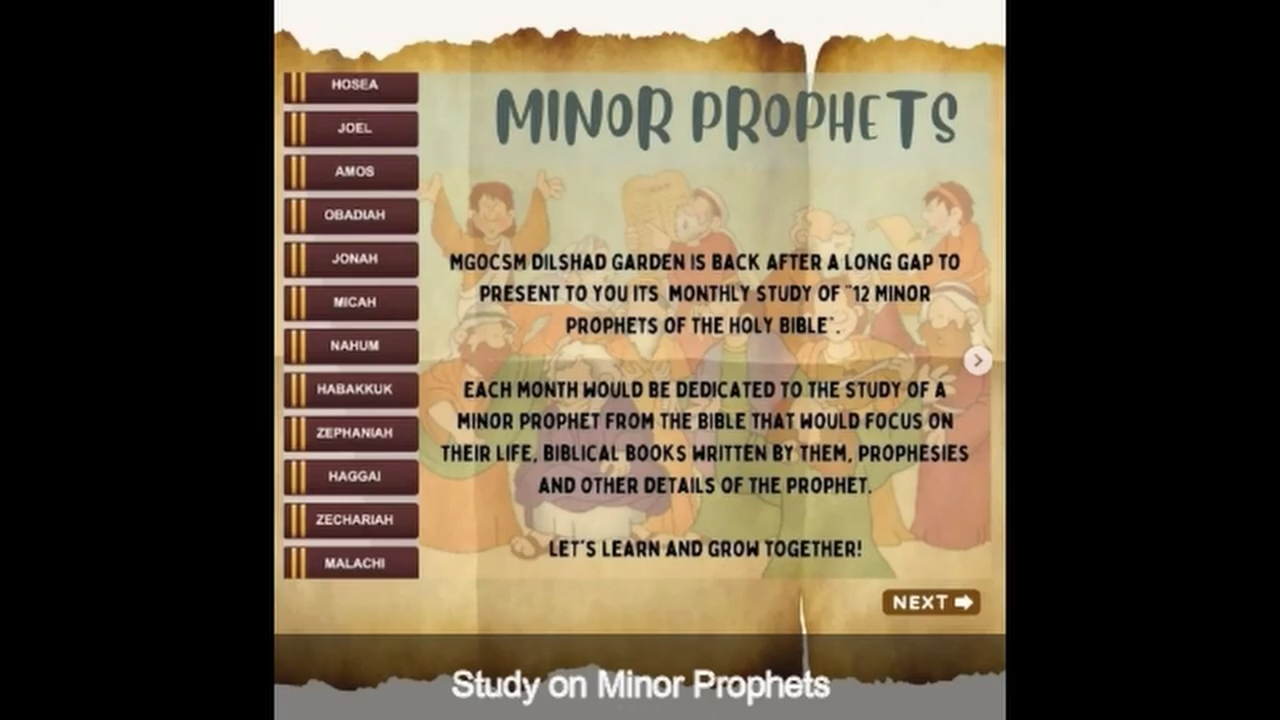 HOSEA
JOEL
AMOS
OBADIAH
JONAH
MICAH
NAHUM
HABAKKUK
ZEPHANIAH
HAGGAI
ZECHARIAH
MALACHI
MINOR PROPHETS
MGOCSM DILSHAD GARDEN IS BACK AFTER A LONG GAP TO
PRESENT TO YOU ITS MONTHLY STUDY OF "12 MINOR
PROPHETS OF THE HOLY BIBLE".
EACH MONTH WOULD BE DEDICATED TO THE STUDY OF A
MINOR PROPHET FROM THE BIBLE THAT WOULD FOCUS ON
THEIR LIFE, BIBLICAL BOOKS WRITTEN BY THEM, PROPHESIES
AND OTHER DETAILS OF THE PROPHET.
LET'S LEARN AND GROW TOGETHER!
NEXT
Study on Minor Prophets